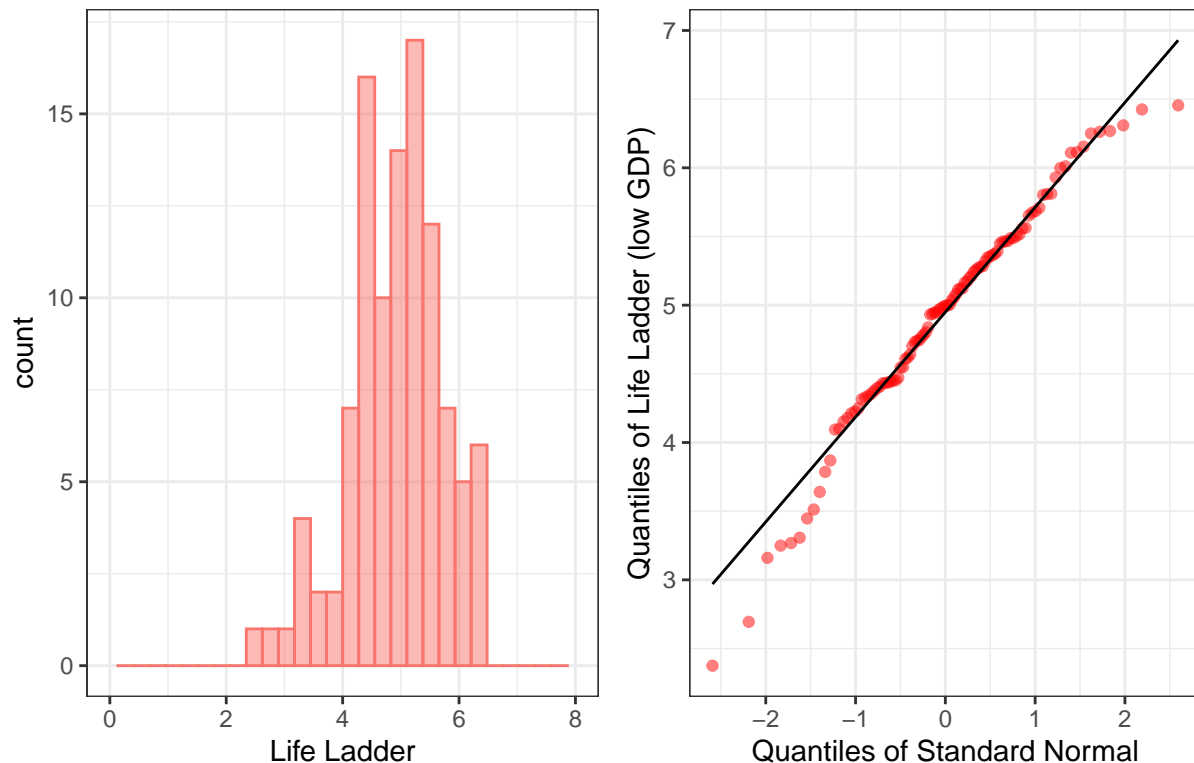 count
15
10
5
0
0 2 4 6 8
Life Ladder
Quantiles of Life Ladder (low GDP)
7
6
5
4
3
−2 −1 0 1 2
Quantiles of Standard Normal